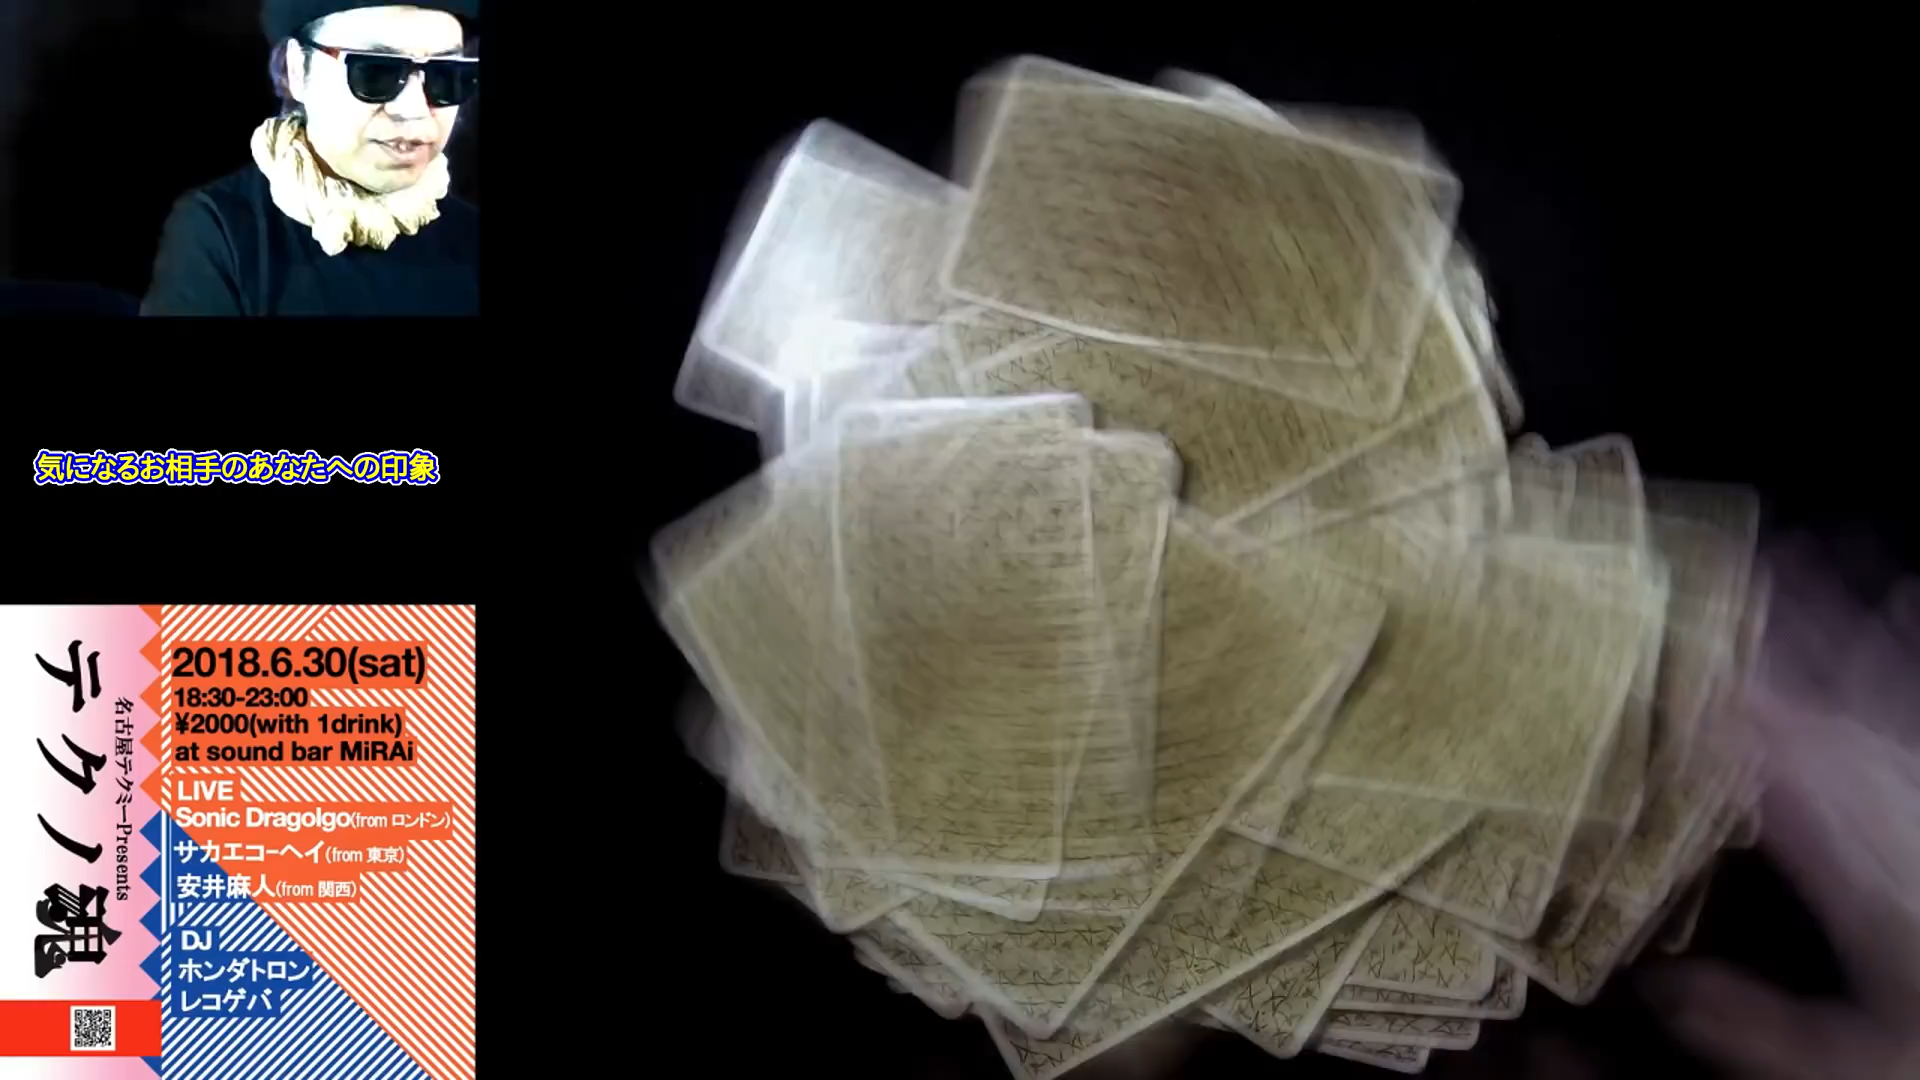 気になるお相手のあなたへの印象
テクノ魂
名古屋テクミーPresents
2018.6.30(sat)
18:30-23:00
¥2000(with 1drink)
at sound bar MiRAi
LIVE
Sonic Dragolgo(from ロンドン)
サカエコーヘイ(from 東京)
安井麻人(from 関西)
DJ
ホンダトロン
レコゲバ